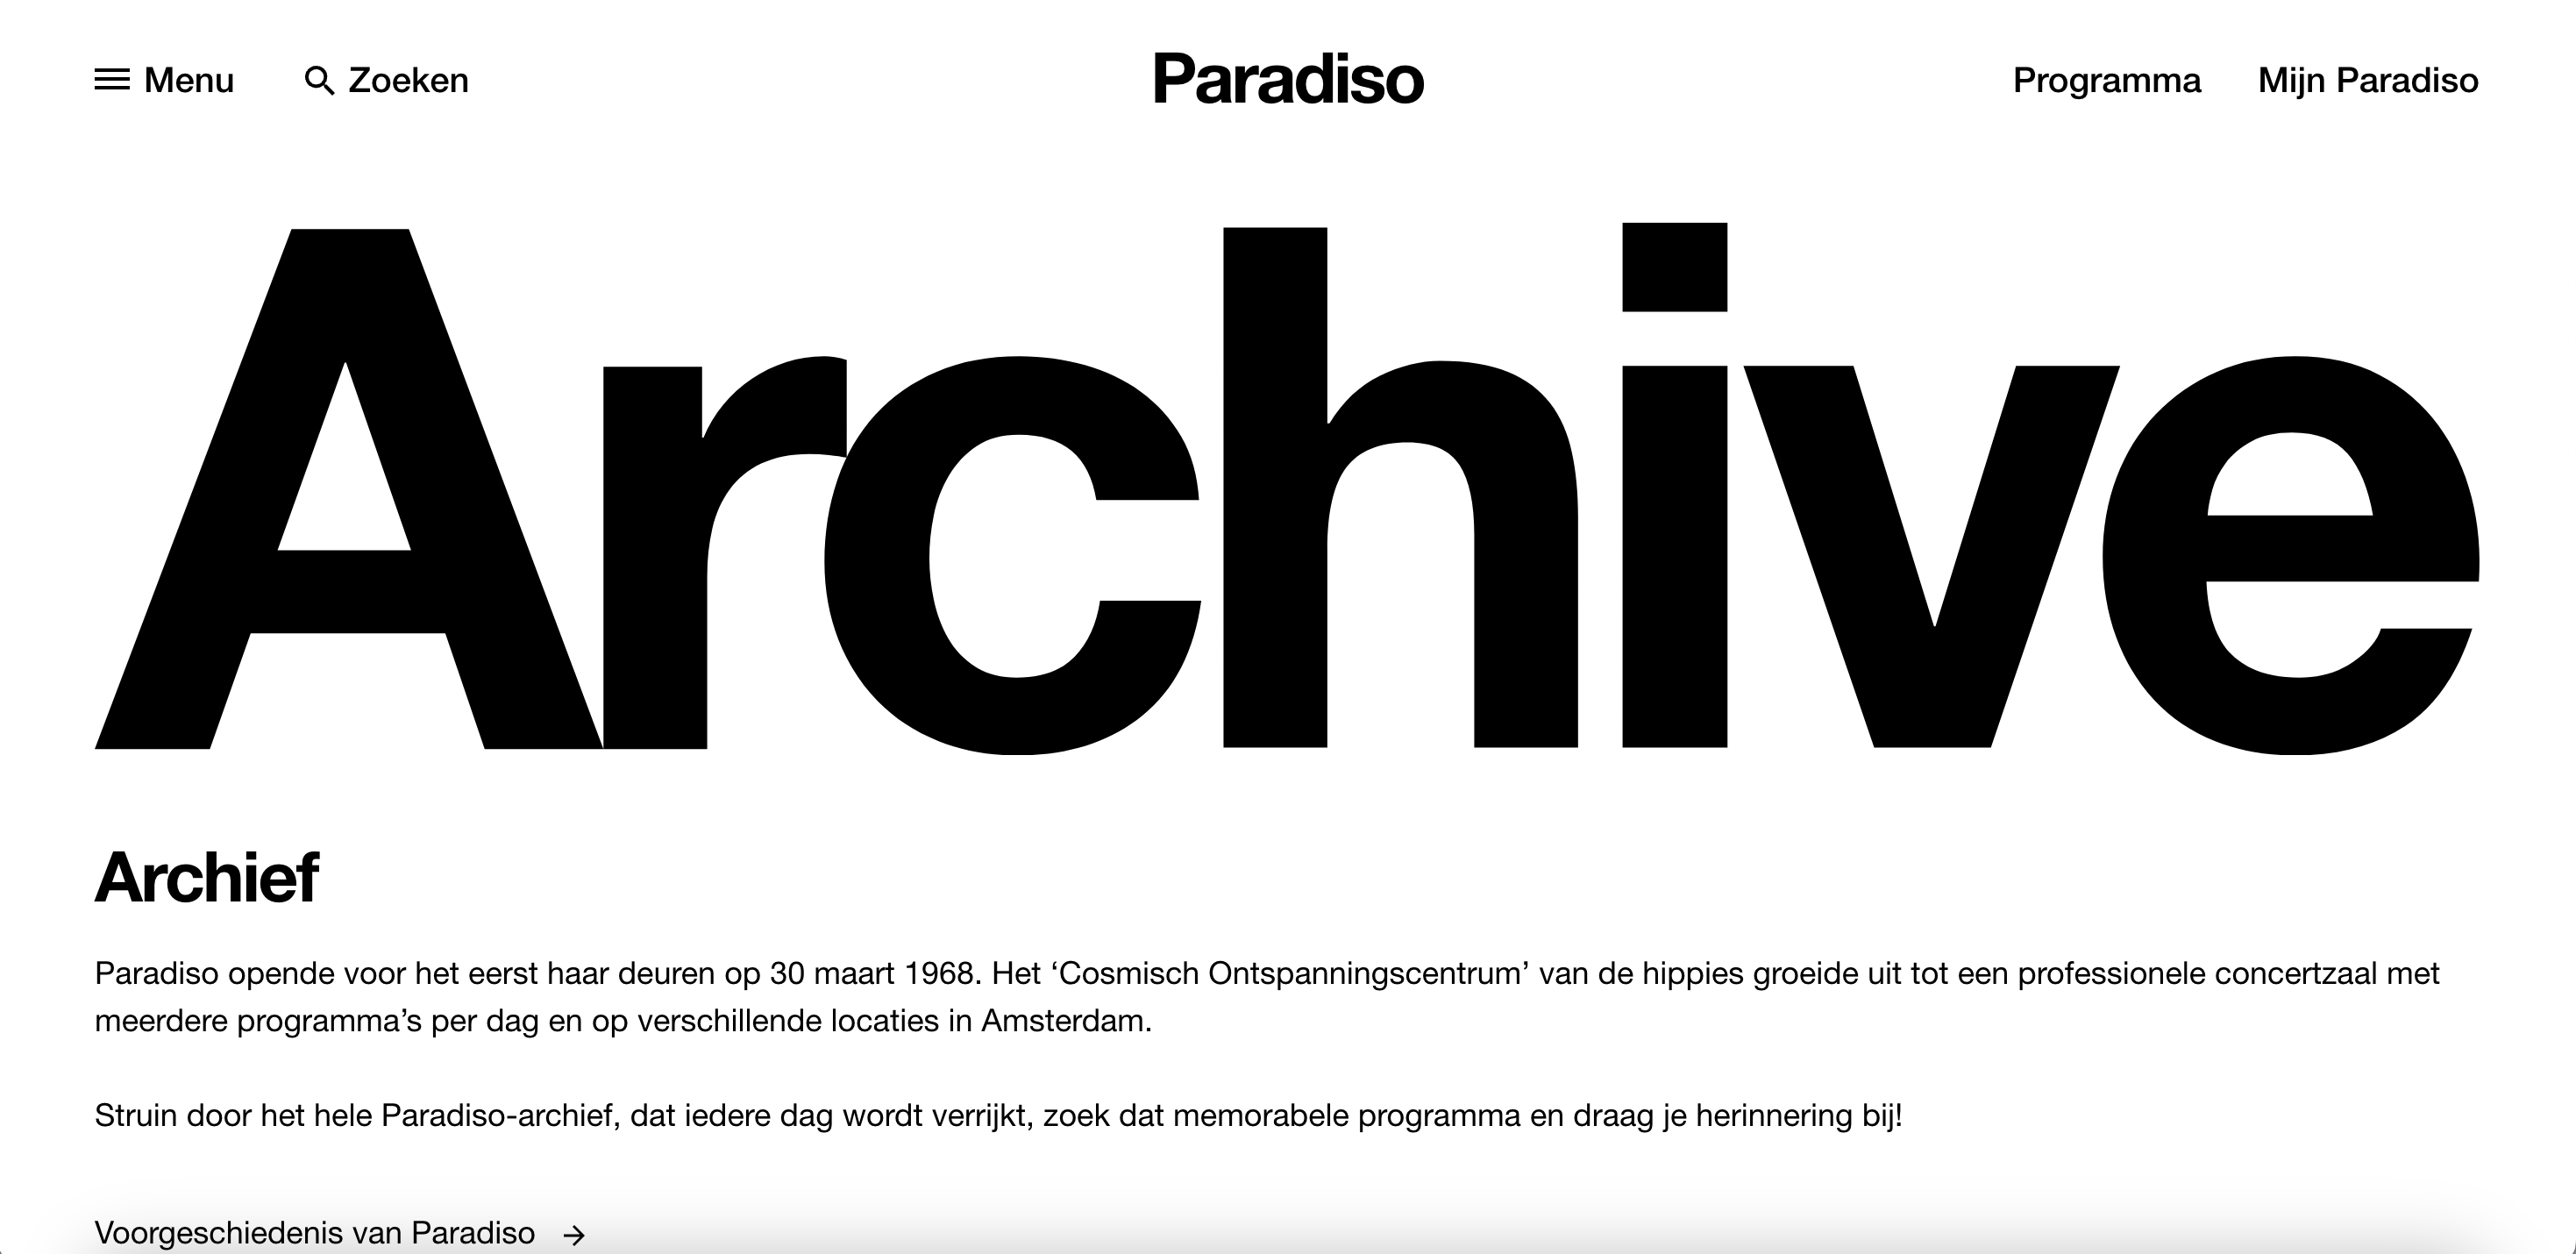 Menu
Zoeken
Paradiso
Programma
Mijn Paradiso
Archive
Archief
Paradiso opende voor het eerst haar deuren op 30 maart 1968. Het ‘Cosmisch Ontspanningscentrum’ van de hippies groeide uit tot een professionele concertzaal met
meerdere programma’s per dag en op verschillende locaties in Amsterdam.
Struin door het hele Paradiso-archief, dat iedere dag wordt verrijkt, zoek dat memorabele programma en draag je herinnering bij!
Voorgeschiedenis van Paradiso →